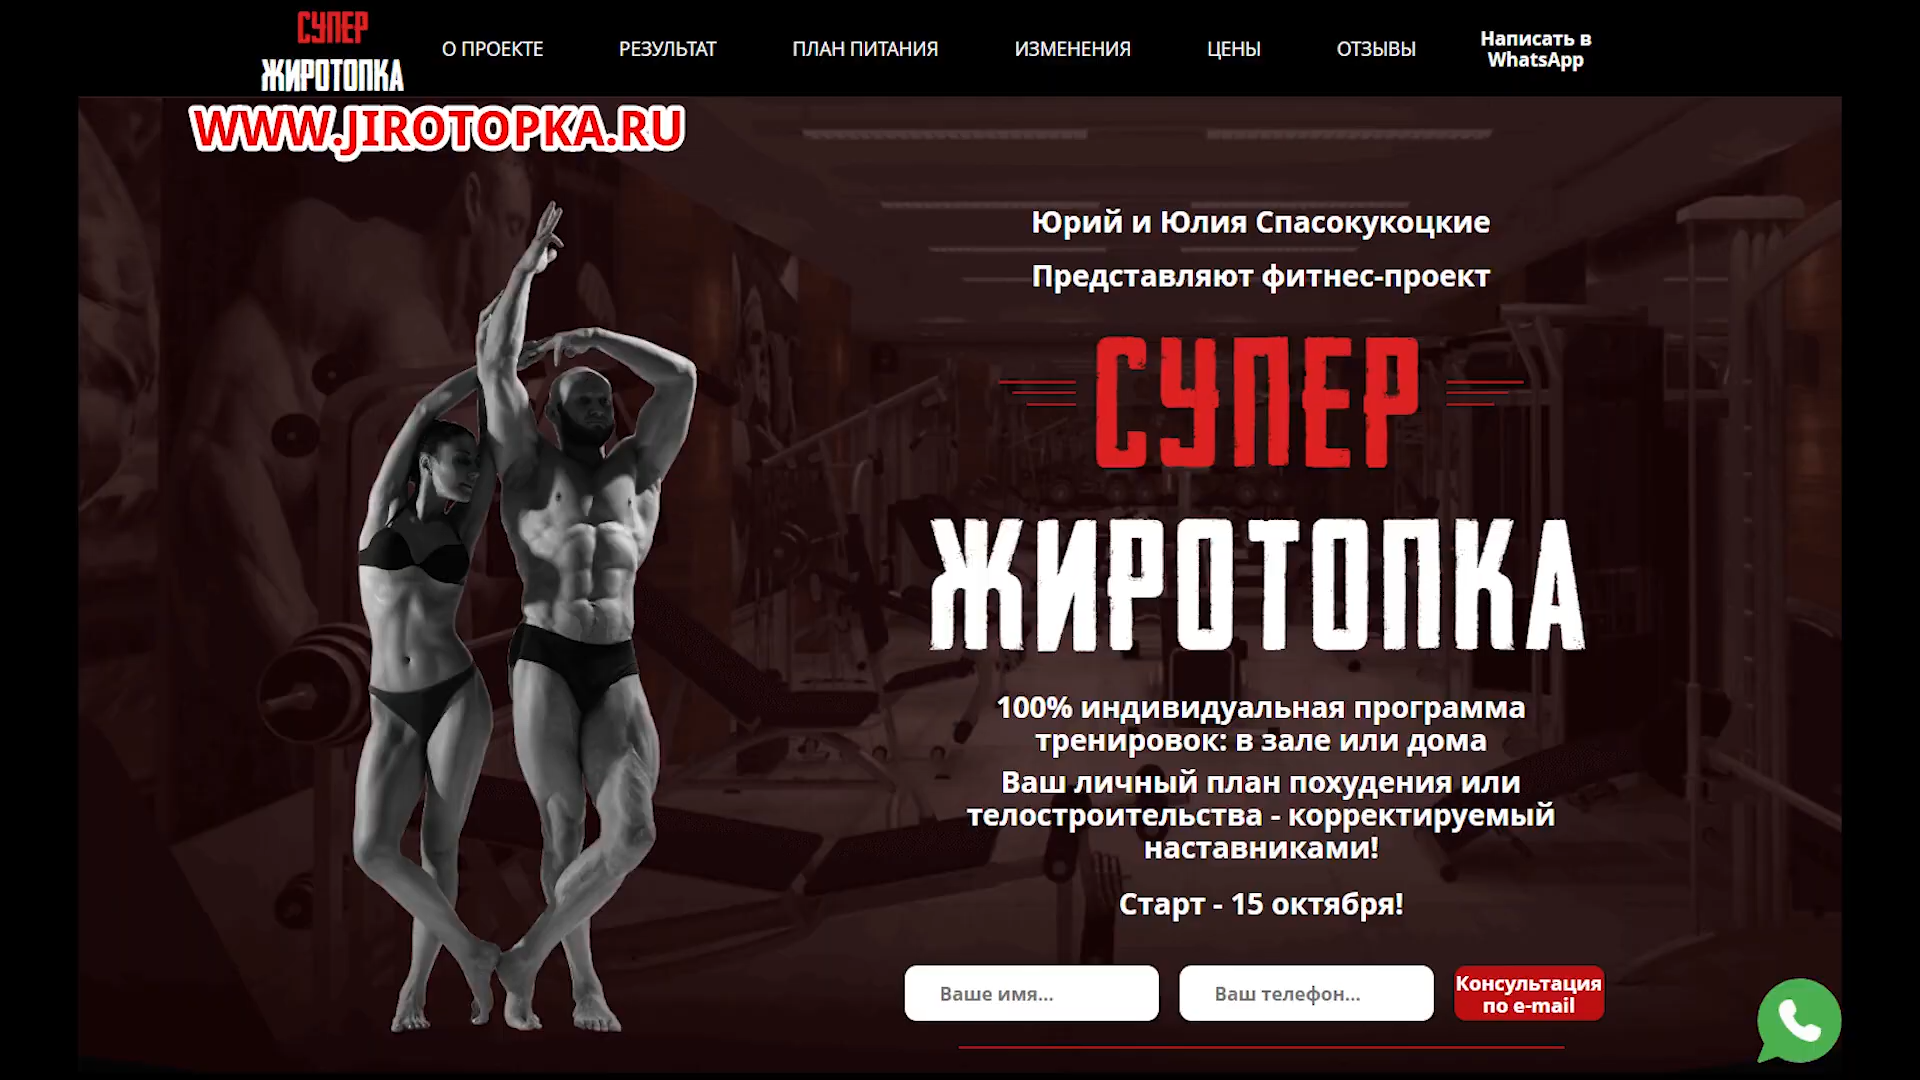 СУПЕР
ЖИРОТОПКА
О ПРОЕКТЕ
РЕЗУЛЬТАТ
ПЛАН ПИТАНИЯ
ИЗМЕНЕНИЯ
ЦЕНЫ
ОТЗЫВЫ
Написать в
WhatsApp
WWW.JIROTOPKA.RU
Юрий и Юлия Спасокукоцкие
Представляют фитнес-проект
СУПЕР
ЖИРОТОПКА
100% индивидуальная программа
тренировок: в зале или дома
Ваш личный план похудения или
телостроительства - корректируемый
наставниками!
Старт - 15 октября!
Ваше имя...
Ваш телефон...
Консультация
по e-mail